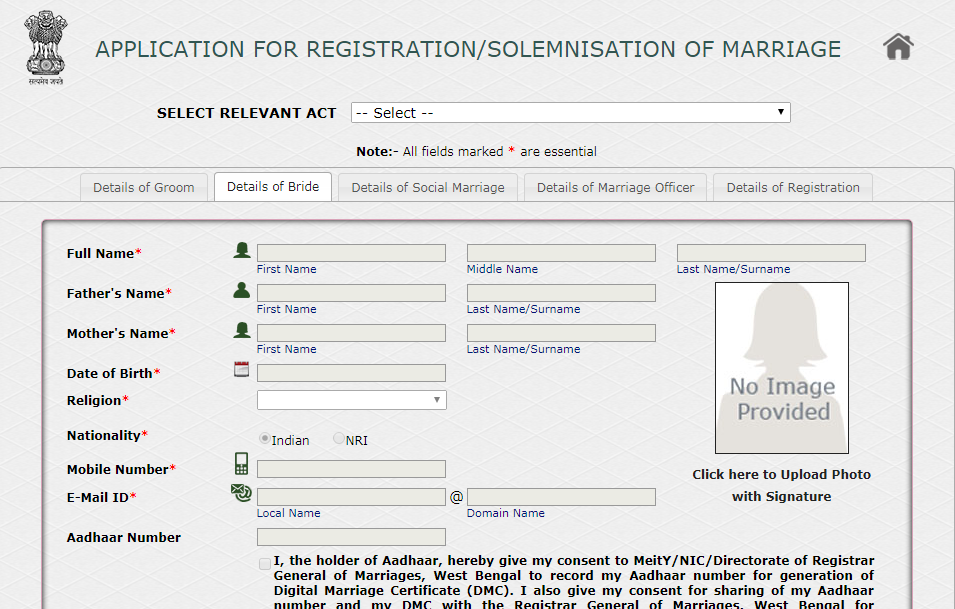 सत्यमेव जयते
APPLICATION FOR REGISTRATION/SOLEMNISATION OF MARRIAGE
SELECT RELEVANT ACT -- Select --
Note:- All fields marked * are essential
Details of Groom Details of Bride Details of Social Marriage Details of Marriage Officer Details of Registration
Full Name*
First Name Middle Name Last Name/Surname
Father's Name*
First Name Last Name/Surname
Mother's Name*
First Name Last Name/Surname
Date of Birth*
Religion*
No Image
Provided
Nationality* Indian NRI
Mobile Number*
Click here to Upload Photo
with Signature
E-Mail ID* @
Local Name Domain Name
Aadhaar Number
I, the holder of Aadhaar, hereby give my consent to MeitY/NIC/Directorate of Registrar
General of Marriages, West Bengal to record my Aadhaar number for generation of
Digital Marriage Certificate (DMC). I also give my consent for sharing of my Aadhaar
number and my DMC with the Registrar General of Marriages, West Bengal for